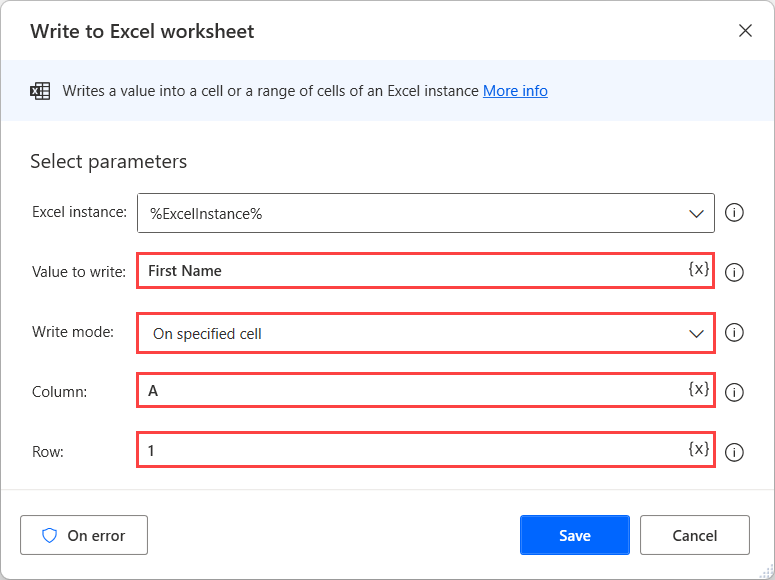 Write to Excel worksheet
Writes a value into a cell or a range of cells of an Excel instance More info
Select parameters
Excel instance: %ExcelInstance%
Value to write: First Name {x}
Write mode: On specified cell
Column: A {x}
Row: 1 {x}
On error Save Cancel